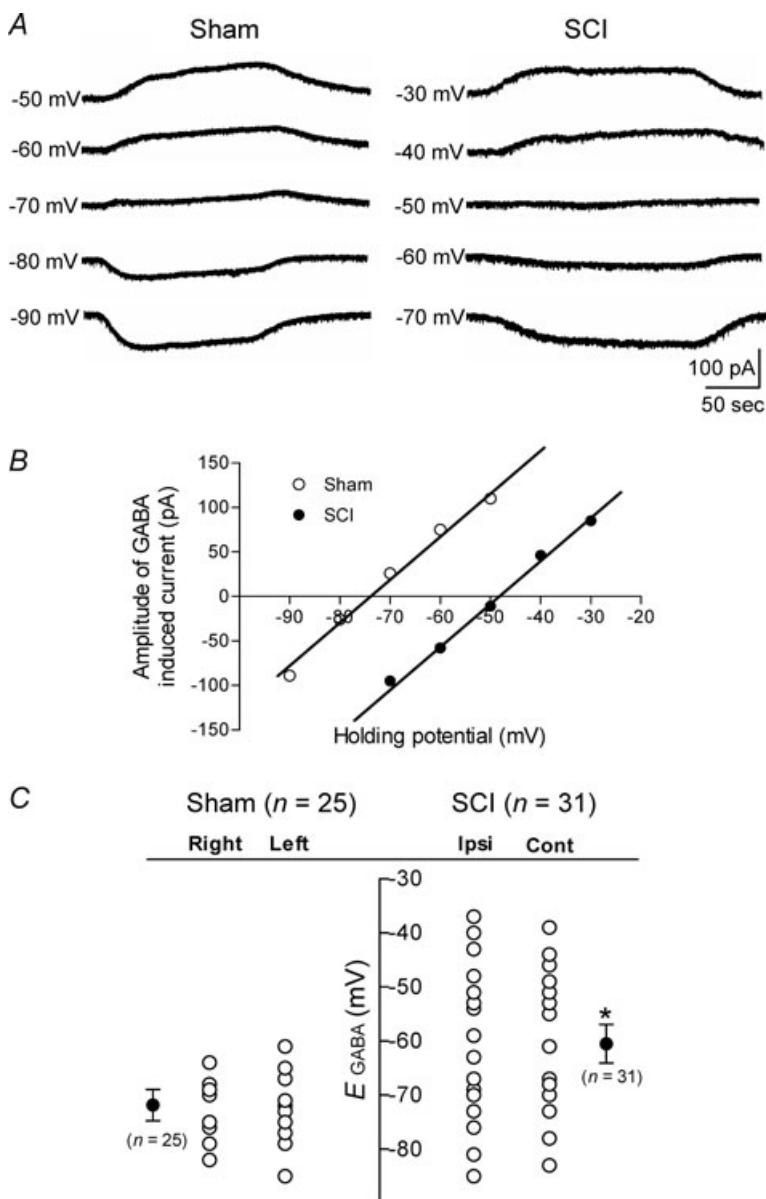 A
Sham SCI
-50 mV -30 mV
-60 mV -40 mV
-70 mV -50 mV
-80 mV -60 mV
-90 mV -70 mV
100 pA
50 sec
B
Amplitude of GABA
induced current (pA)
150
100
50
0
-50
-100
-150
Sham
SCI
-90 -80 -70 -60 -50 -40 -30 -20
Holding potential (mV)
C
Sham (n = 25) SCI (n = 31)
Right Left Ipsi Cont
E GABA (mV)
-30
-40
-50
-60
-70
-80
*
(n = 31)
(n = 25)